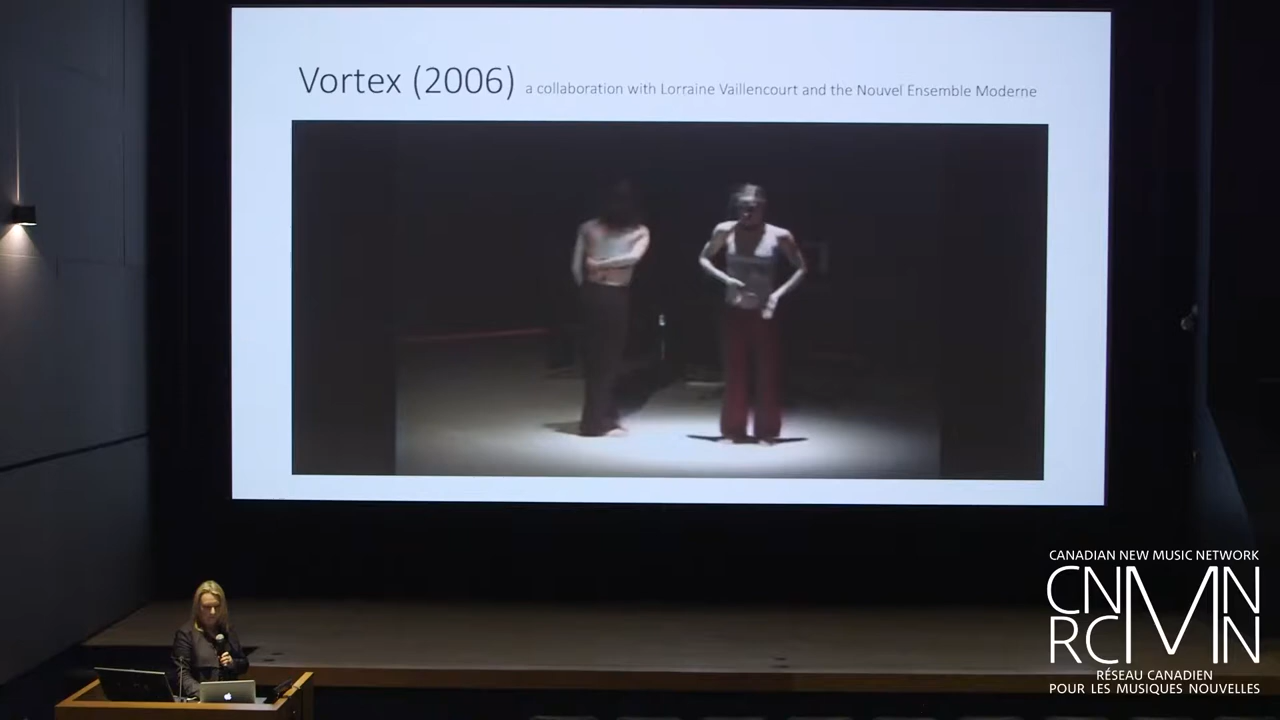 Vortex (2006) a collaboration with Lorraine Vaillencourt and the Nouvel Ensemble Moderne
CANADIAN NEW MUSIC NETWORK
CNMN
RCMN
RÉSEAU CANADIEN
POUR LES MUSIQUES NOUVELLES